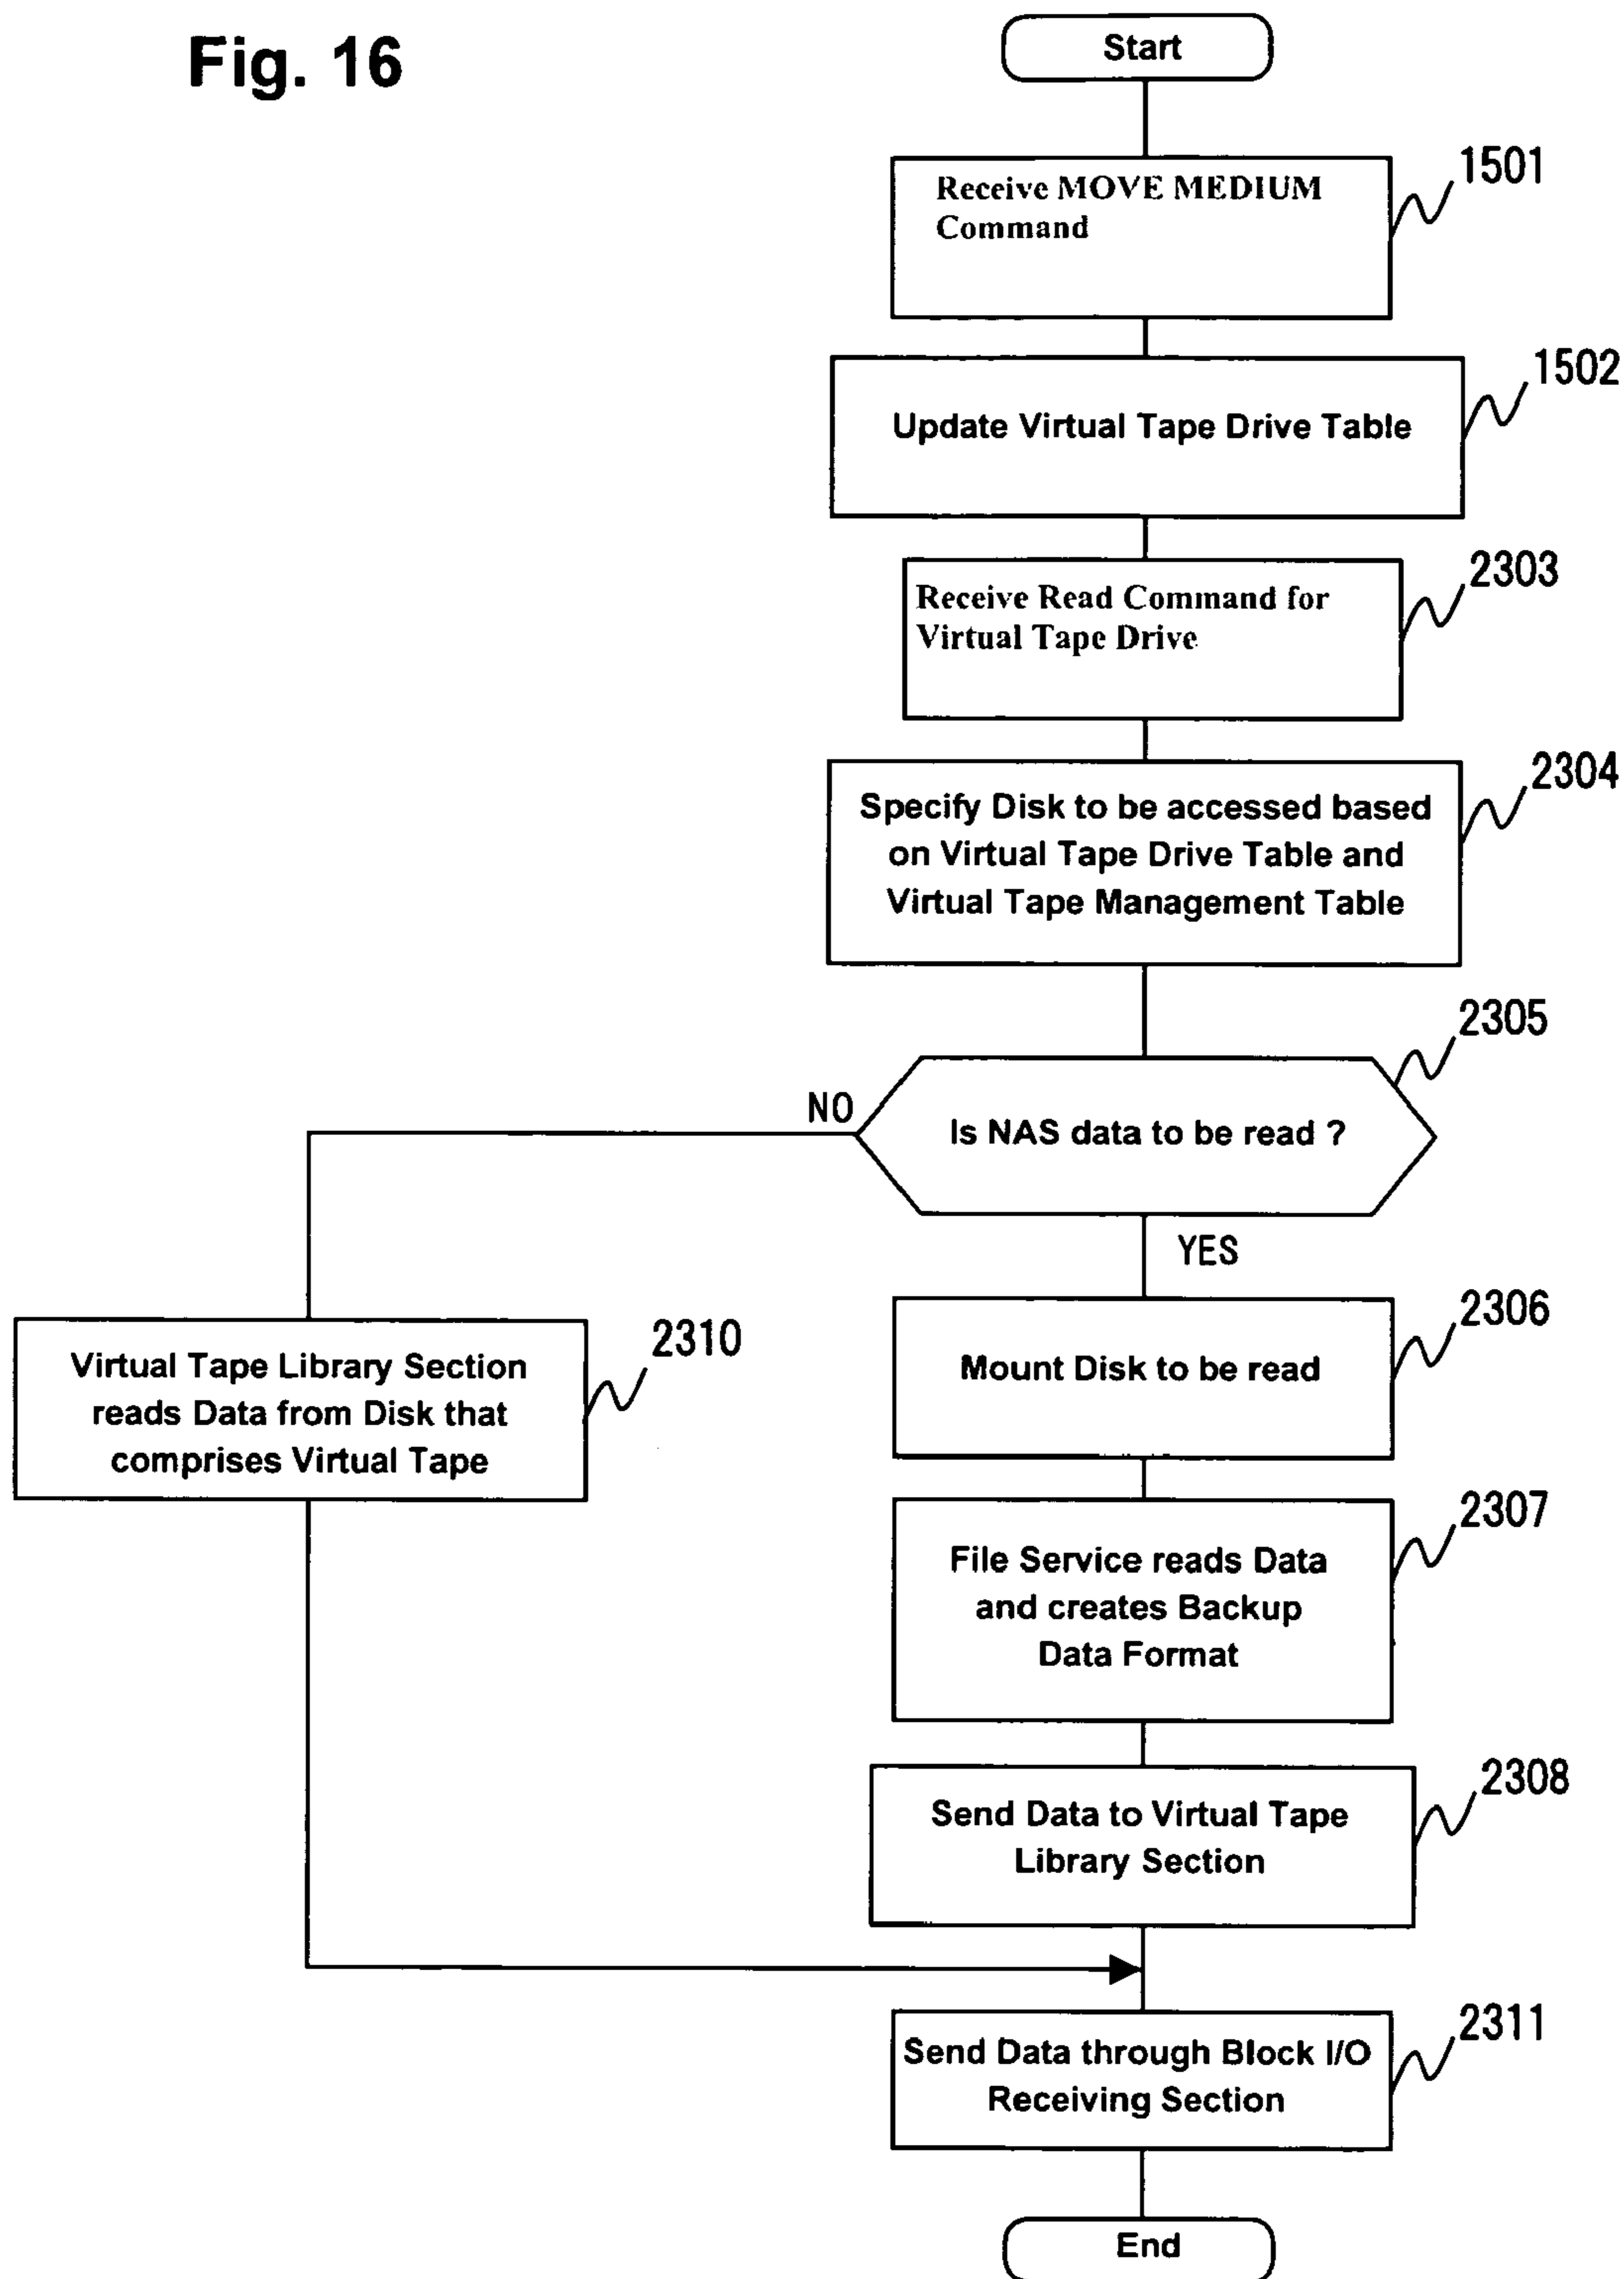 Fig. 16
Start
Receive MOVE MEDIUM
Command
1501
Update Virtual Tape Drive Table
1502
Receive Read Command for
Virtual Tape Drive
2303
Specify Disk to be accessed based
on Virtual Tape Drive Table and
Virtual Tape Management Table
2304
Is NAS data to be read ?
2305
NO
YES
Virtual Tape Library Section
reads Data from Disk that
comprises Virtual Tape
2310
Mount Disk to be read
2306
File Service reads Data
and creates Backup
Data Format
2307
Send Data to Virtual Tape
Library Section
2308
Send Data through Block I/O
Receiving Section
2311
End